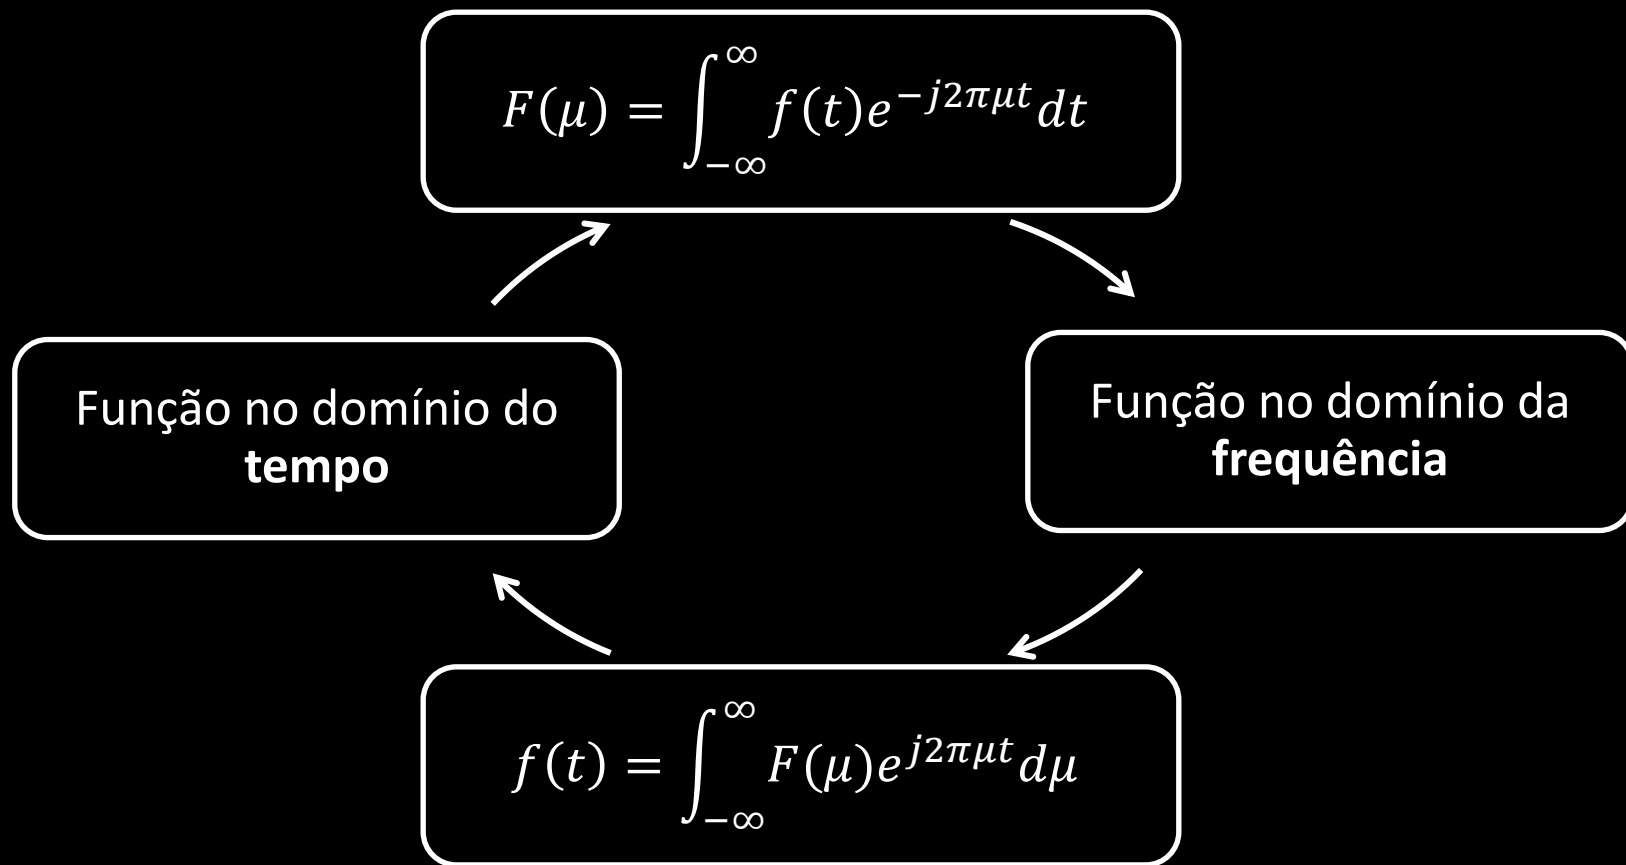 F(μ) = ∫_{-∞}^{∞} f(t)e^{-j2πμt}dt
Função no domínio do
tempo
Função no domínio da
frequência
f(t) = ∫_{-∞}^{∞} F(μ)e^{j2πμt}dμ